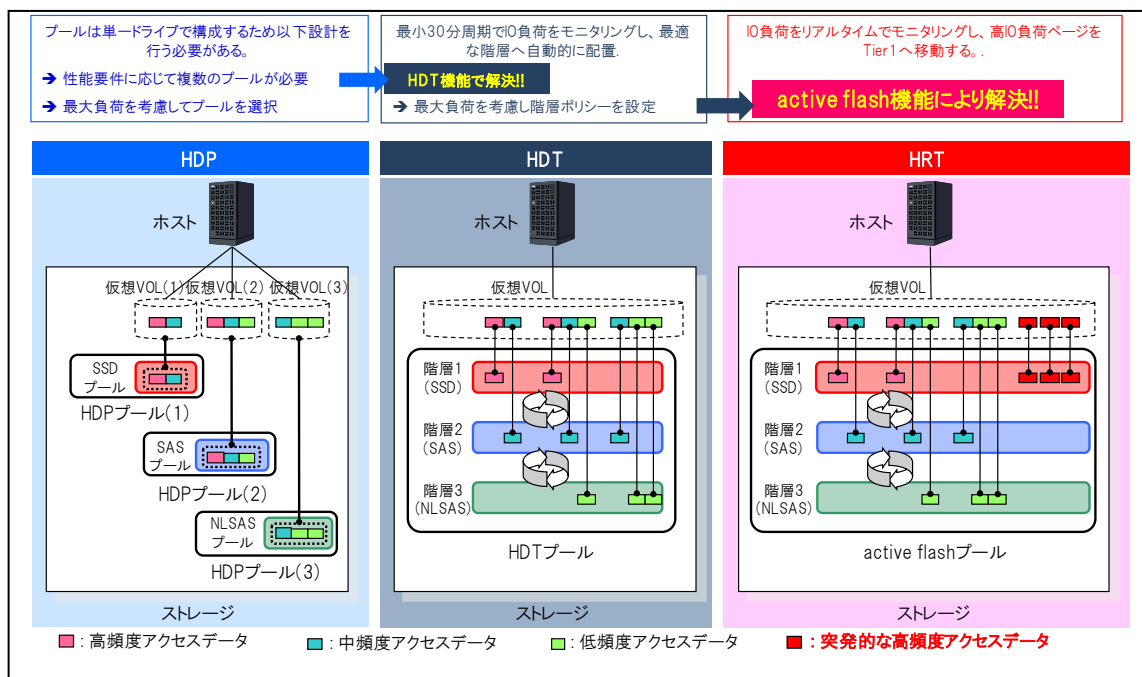 プールは単一ドライブで構成するため以下設計を
行う必要がある。
➔ 性能要件に応じて複数のプールが必要
➔ 最大負荷を考慮してプールを選択
最小30分周期でIO負荷をモニタリングし、最適
な階層へ自動的に配置.
HDT機能で解決!!
➔ 最大負荷を考慮し階層ポリシーを設定
IO負荷をリアルタイムでモニタリングし、高IO負荷ページを
Tier1へ移動する。.
active flash機能により解決!!
HDP
ホスト
仮想VOL(1)
仮想VOL(2)
仮想VOL(3)
SSD
プール
HDPプール(1)
SAS
プール
HDPプール(2)
NLSAS
プール
HDPプール(3)
ストレージ
HDT
ホスト
仮想VOL
階層1
(SSD)
階層2
(SAS)
階層3
(NLSAS)
HDTプール
ストレージ
HRT
ホスト
仮想VOL
階層1
(SSD)
階層2
(SAS)
階層3
(NLSAS)
active flashプール
ストレージ
: 高頻度アクセスデータ
: 中頻度アクセスデータ
: 低頻度アクセスデータ
: 突発的な高頻度アクセスデータ